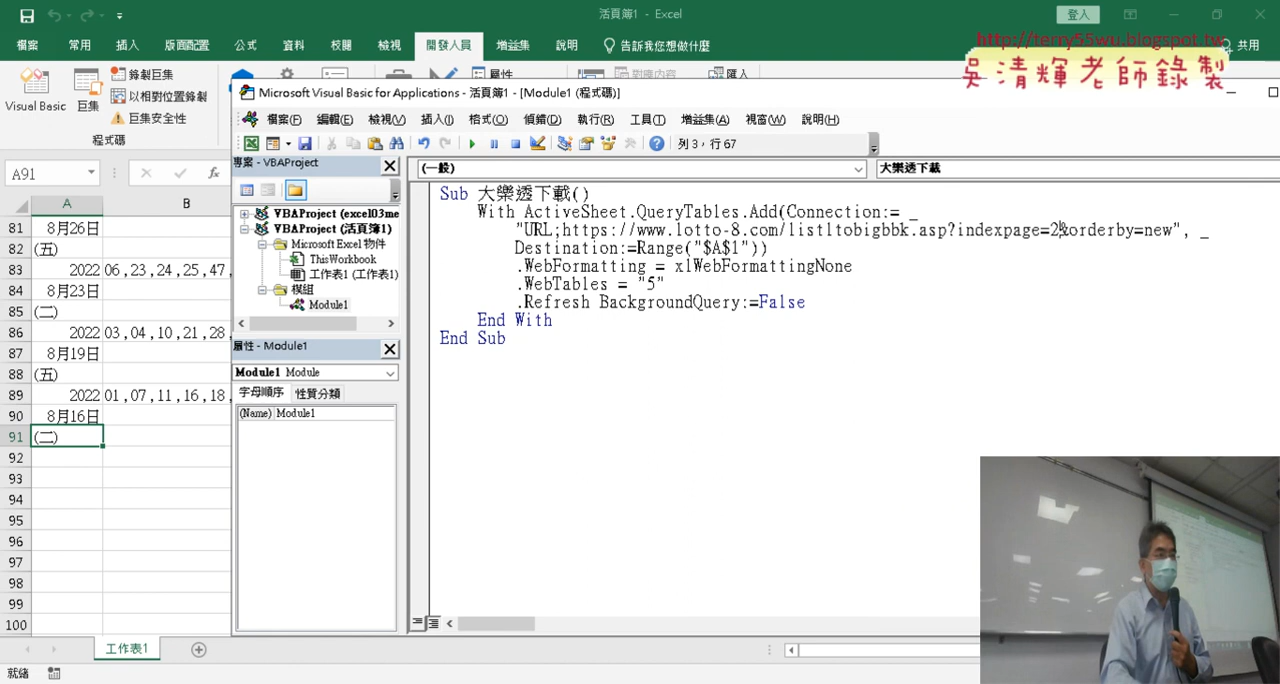 活頁簿1 - Excel
登入
檔案 常用 插入 版面配置 公式 資料 校閱 檢視 開發人員 增益集 說明 告訴我您想做什麼 共用
http://terry55wu.blogspot.tw
吳清輝老師錄製
Visual Basic 巨集 錄製巨集 以相對位置錄製 巨集安全性
屬性 匯入
程式碼
Microsoft Visual Basic for Applications - 活頁簿1 - [Module1 (程式碼)]
檔案(F) 編輯(E) 檢視(V) 插入(I) 格式(O) 偵錯(D) 執行(R) 工具(T) 增益集(A) 視窗(W) 說明(H)
列 3，行 67
A91 fx
專案 - VBAProject
(一般) 大樂透下載
VBAProject (excel03me
VBAProject (活頁簿1)
Microsoft Excel 物件
ThisWorkbook
工作表1 (工作表1)
模組
Module1
屬性 - Module1
Module1 Module
字母順序 性質分類
(Name) Module1
Sub 大樂透下載()
With ActiveSheet.QueryTables.Add(Connection:= _
"URL;https://www.lotto-8.com/listltobigbbk.asp?indexpage=2&orderby=new", _
Destination:=Range("$A$1"))
.WebFormatting = xlWebFormattingNone
.WebTables = "5"
.Refresh BackgroundQuery:=False
End With
End Sub
A B
81 8月26日
82 (五)
83 2022 06,23,24,25,47,
84 8月23日
85 (二)
86 2022 03,04,10,21,28,
87 8月19日
88 (五)
89 2022 01,07,11,16,18,
90 8月16日
91 (二)
92
93
94
95
96
97
98
99
100
工作表1
就緒